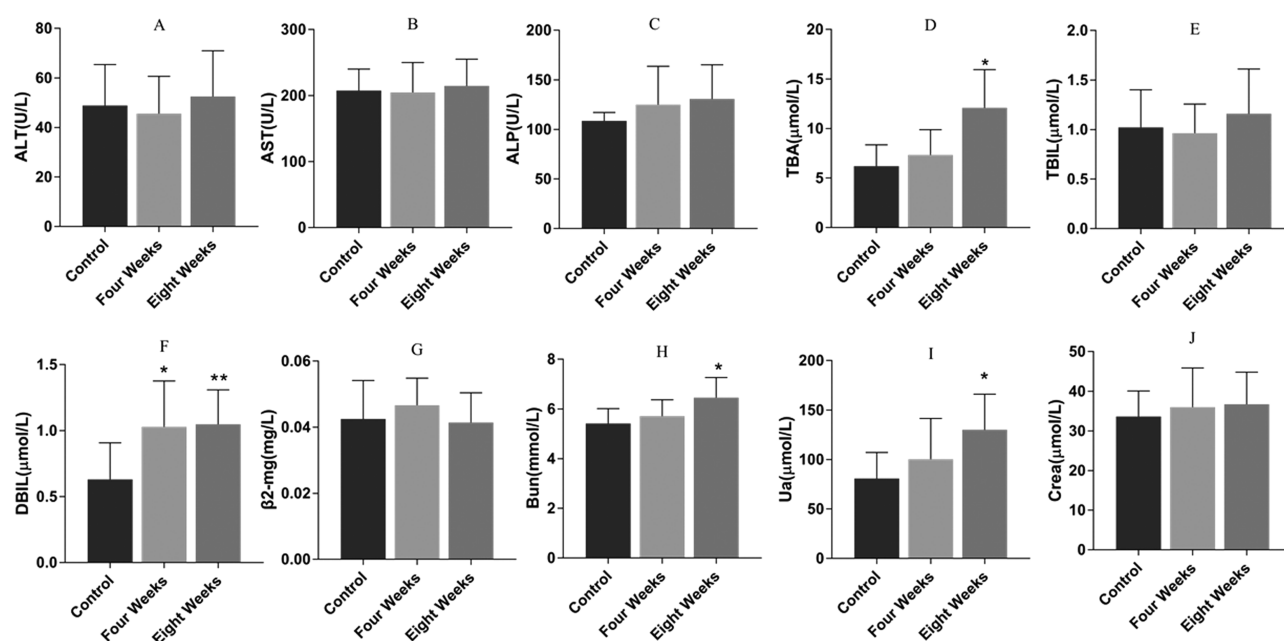 A
ALT(U/L)
80
60
40
20
0
Control
Four Weeks
Eight Weeks
B
AST(U/L)
300
200
100
0
Control
Four Weeks
Eight Weeks
C
ALP(U/L)
200
150
100
50
0
Control
Four Weeks
Eight Weeks
D
TBA(μmol/L)
20
15
10
5
0
*
Control
Four Weeks
Eight Weeks
E
TBIL(μmol/L)
2.0
1.5
1.0
0.5
0.0
Control
Four Weeks
Eight Weeks
F
DBIL(μmol/L)
1.5
1.0
0.5
0.0
*
**
Control
Four Weeks
Eight Weeks
G
β2-mg(mg/L)
0.06
0.04
0.02
0.00
Control
Four Weeks
Eight Weeks
H
Bun(mmol/L)
8
6
4
2
0
*
Control
Four Weeks
Eight Weeks
I
Ua(μmol/L)
200
150
100
50
0
*
Control
Four Weeks
Eight Weeks
J
Crea(μmol/L)
50
40
30
20
10
0
Control
Four Weeks
Eight Weeks